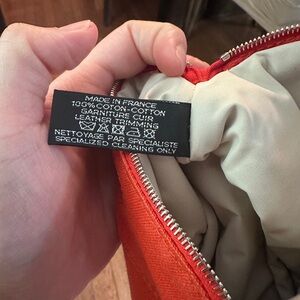 MADE IN FRANCE
100%COTON-COTTON
GARNITURE CUIR
LEATHER TRIMMING
NETTOYAGE PAR SPECIALISTE
SPECIALIZED CLEANING ONLY